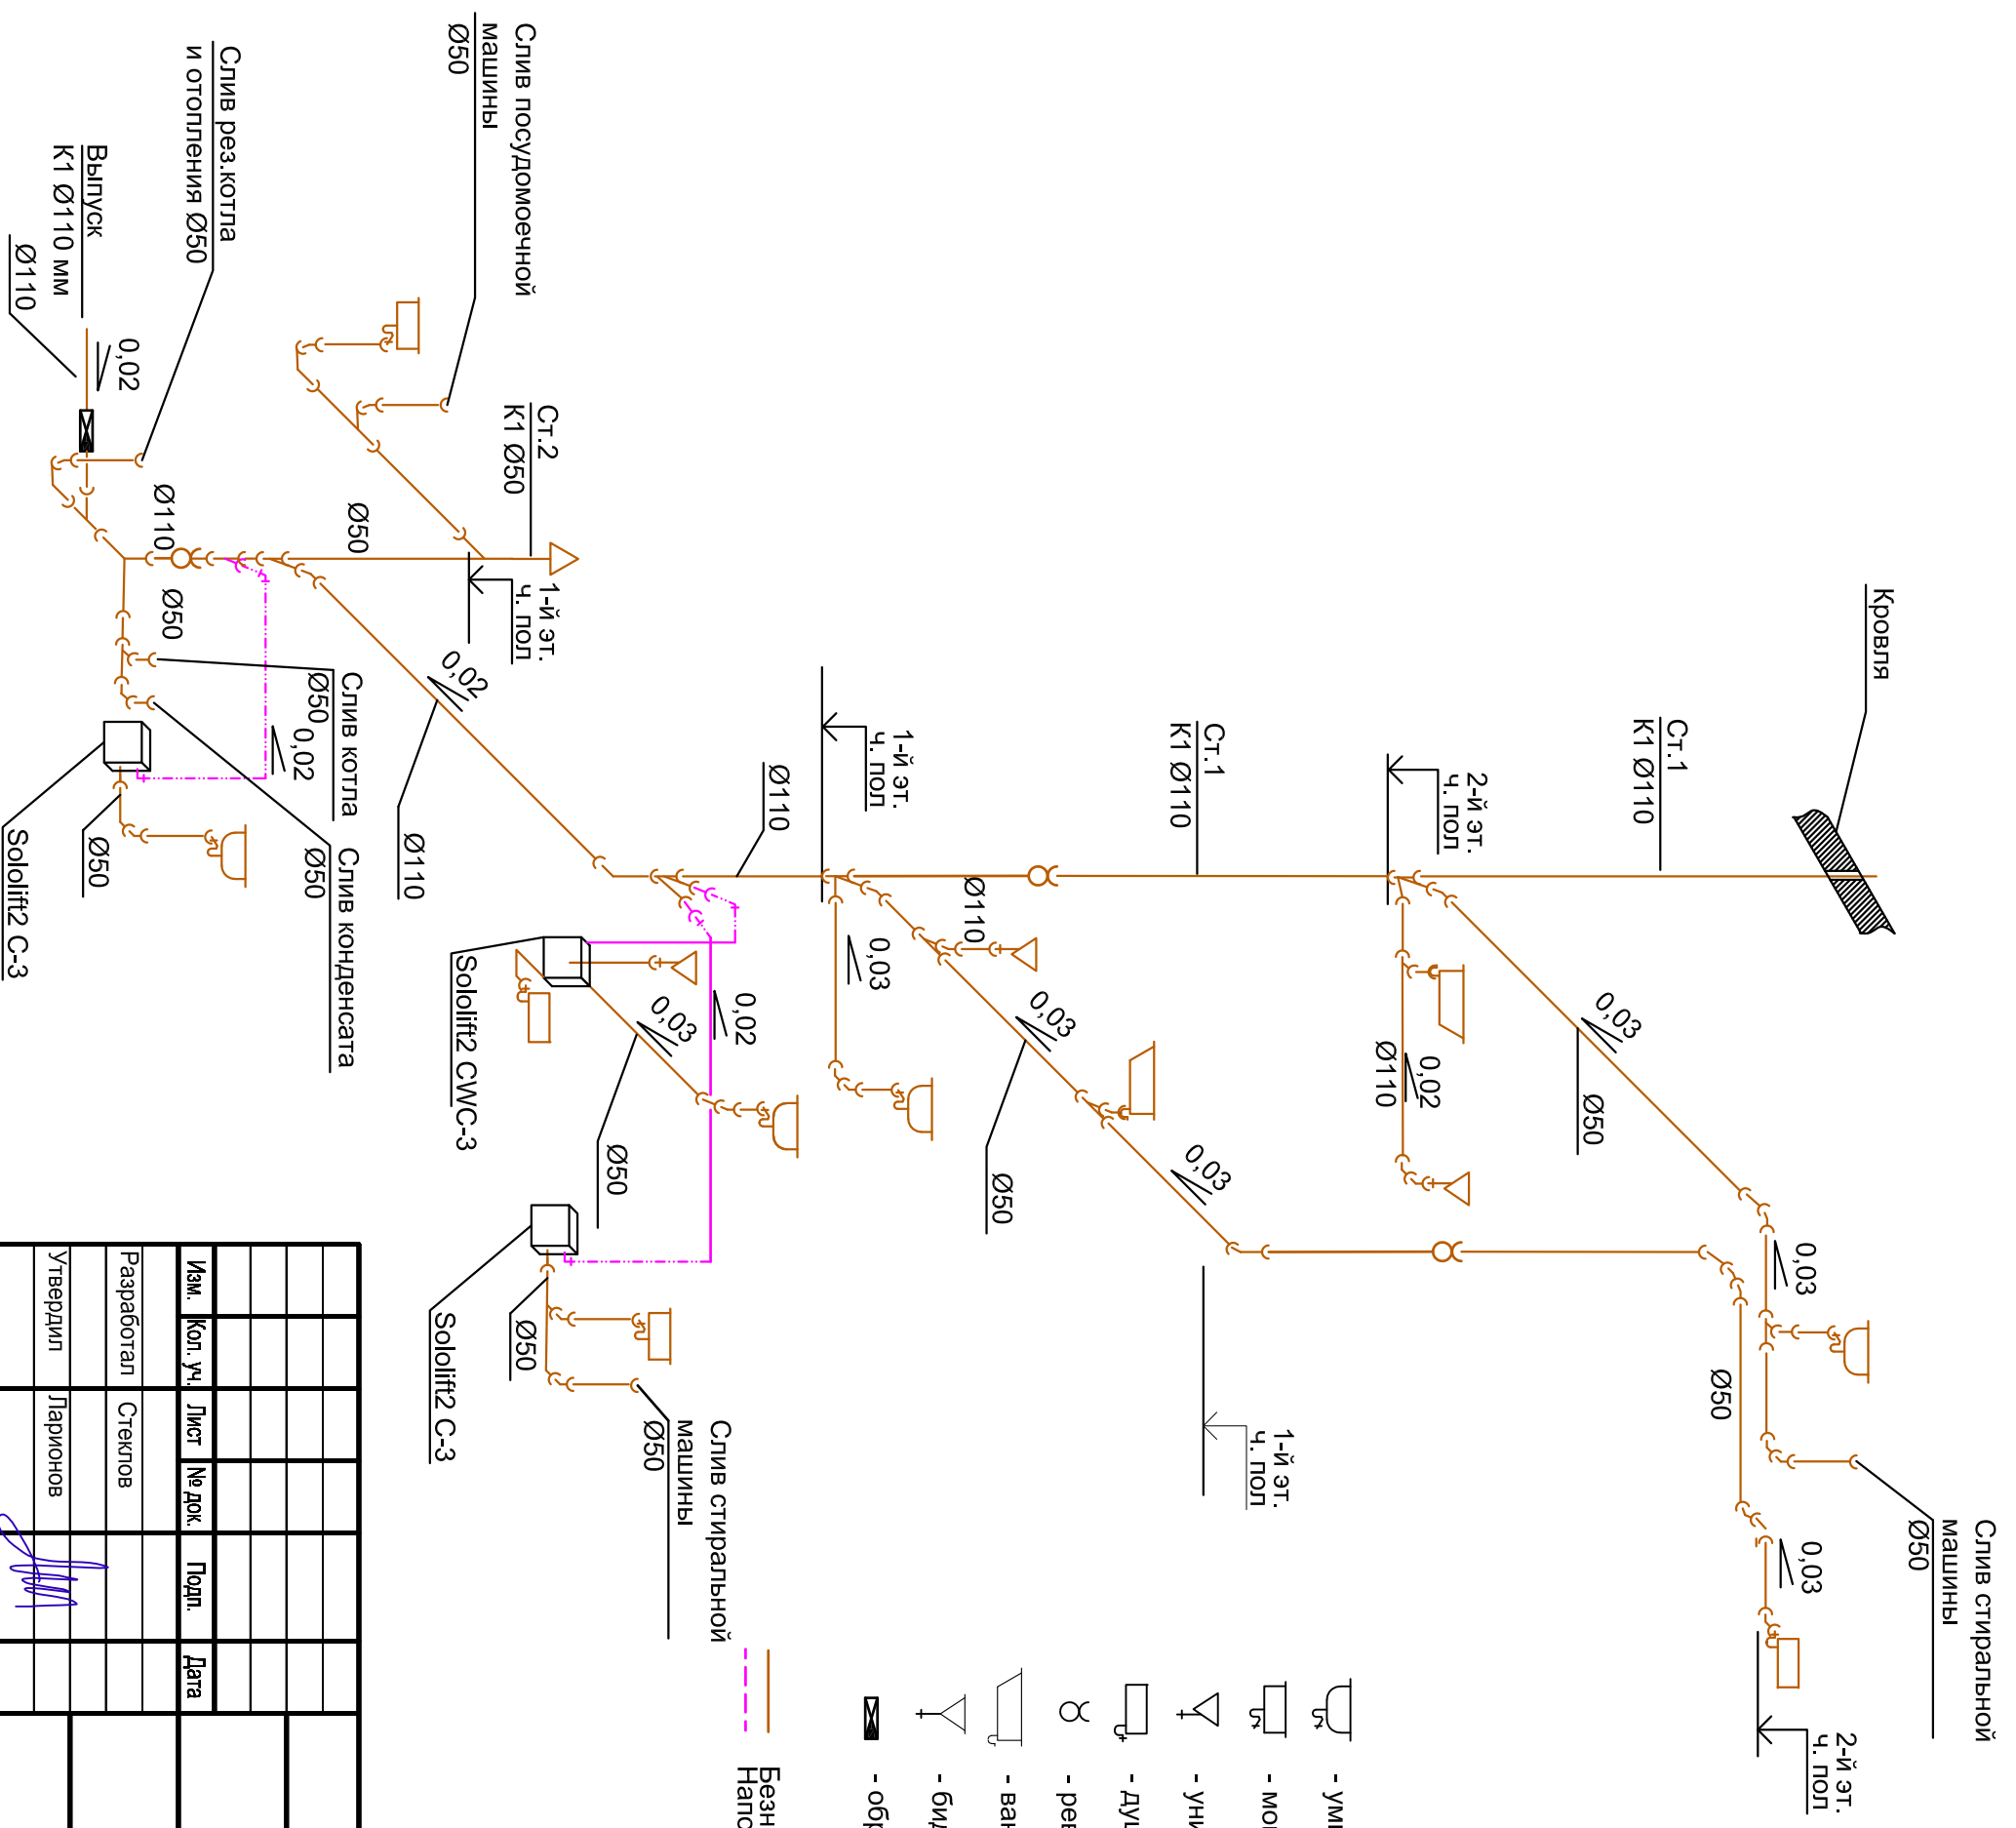 Кровля
Слив стиральной
машины
Ø50
2-й эт.
ч. пол
0,03
0,03
Ø50
Ст.1
К1 Ø110
0,03
Ø50
2-й эт.
ч. пол
0,02
Ø110
1-й эт.
ч. пол
Ст.1
К1 Ø110
0,03
0,03
Ø50
Ø110
1-й эт.
ч. пол
0,03
Ø110
0,02
Слив стиральной
машины
Ø50
0,03
Ø50
Sololift2 CWC-3
Ø50
Sololift2 C-3
Слив посудомоечной
машины
Ø50
Ст.2
К1 Ø50
1-й эт.
ч. пол
0,02
Ø110
Ø50
Слив рез.котла
и отопления Ø50
Ø110
Ø50
Слив котла
Ø50
Слив конденсата
Ø50
0,02
Выпуск
К1 Ø110 мм
0,02
Ø110
Ø50
Sololift2 C-3
Изм.
Кол. уч.
Лист
№ док.
Подп.
Дата
Разработал
Стеклов
Утвердил
Ларионов